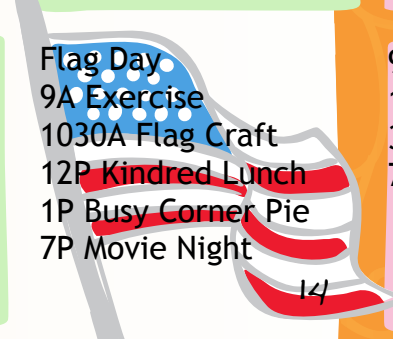 Flag Day
9A Exercise
1030A Flag Craft
12P Kindred Lunch
1P Busy Corner Pie
7P Movie Night
14